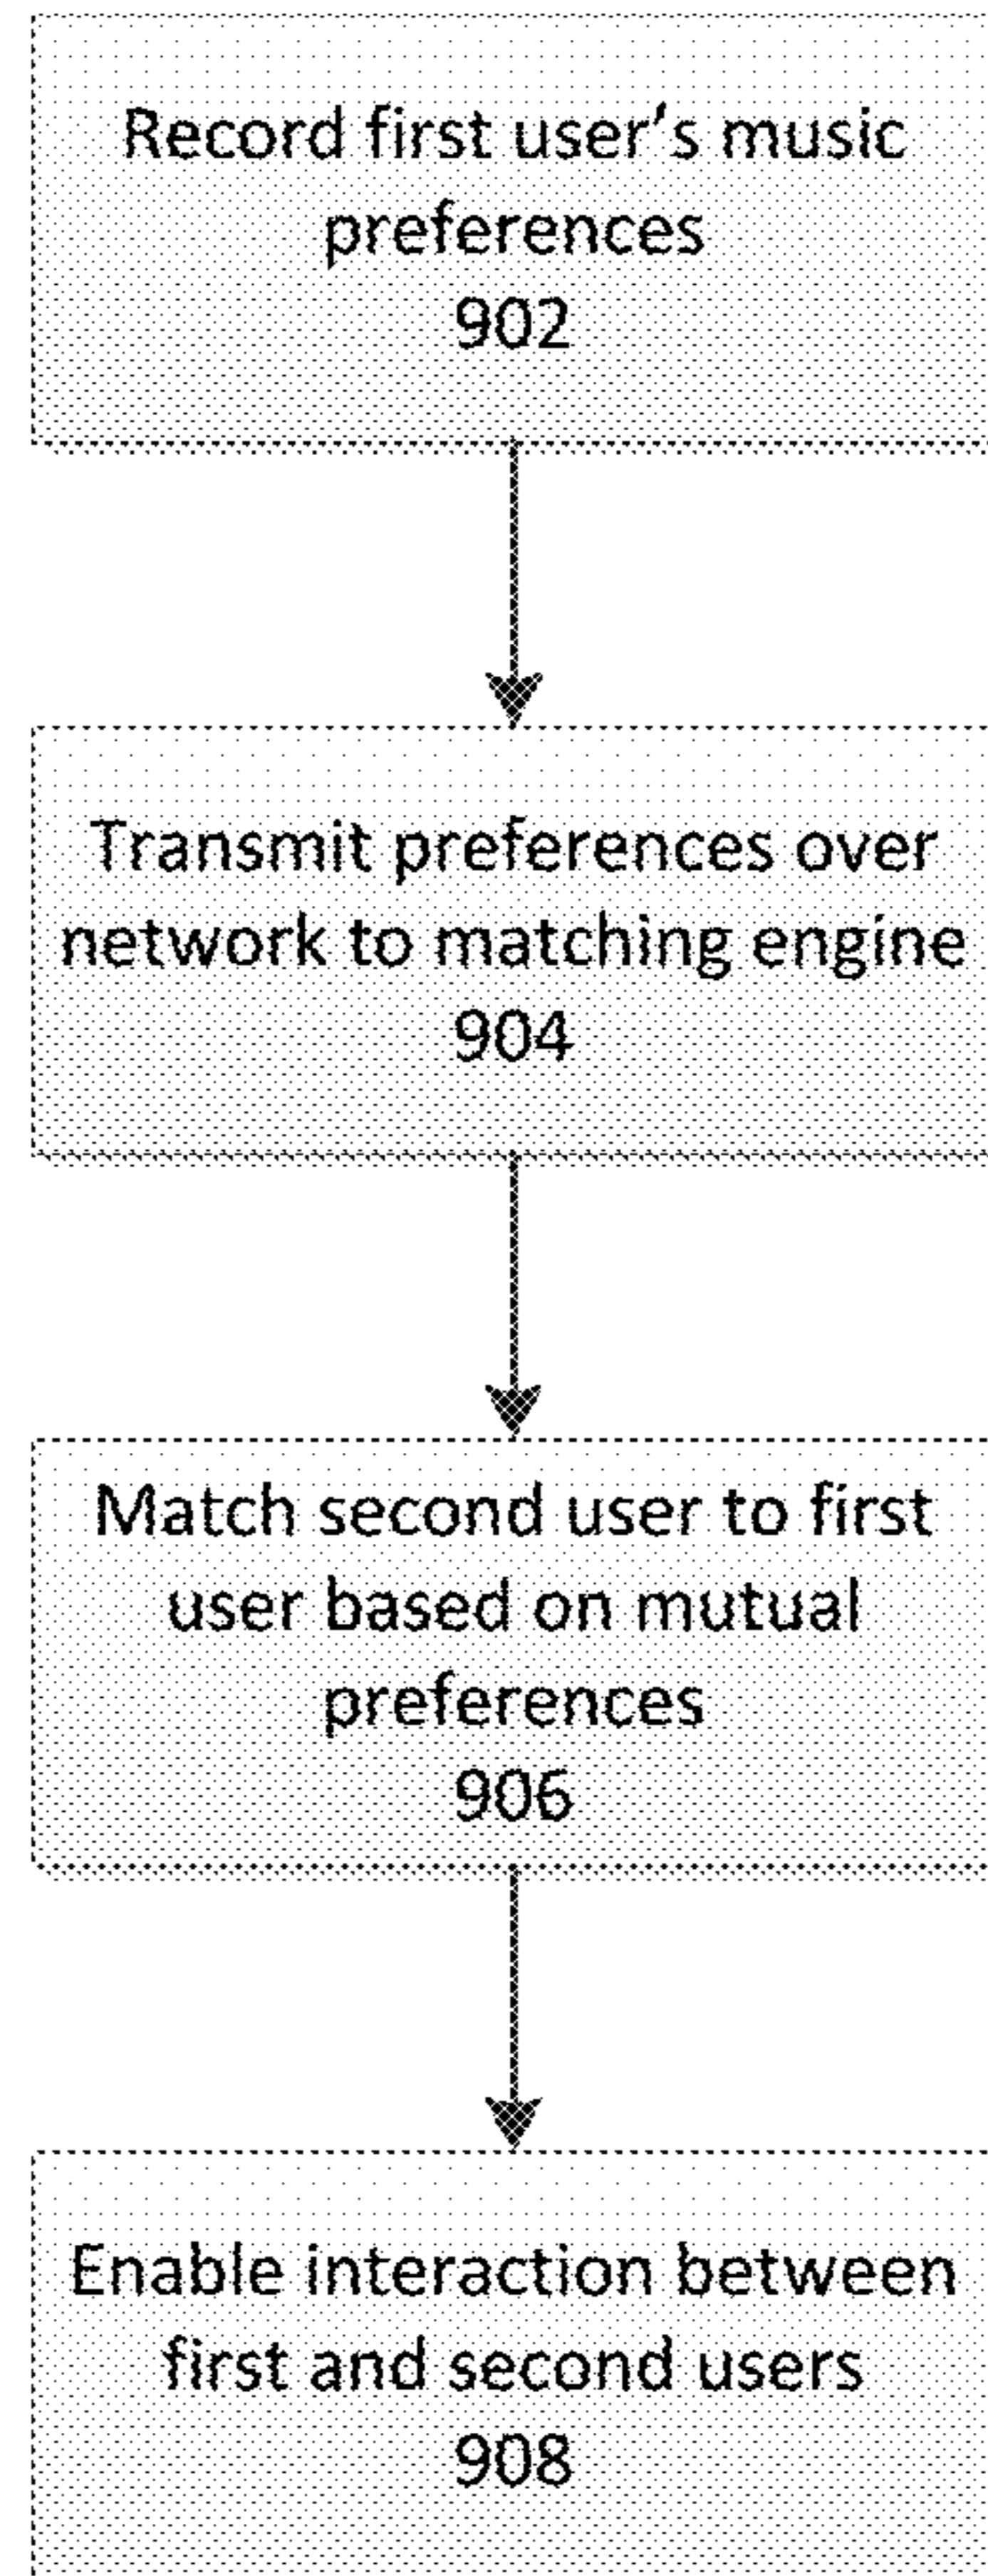 Record first user's music
preferences
902
Transmit preferences over
network to matching engine
904
Match second user to first
user based on mutual
preferences
906
Enable interaction between
first and second users
908